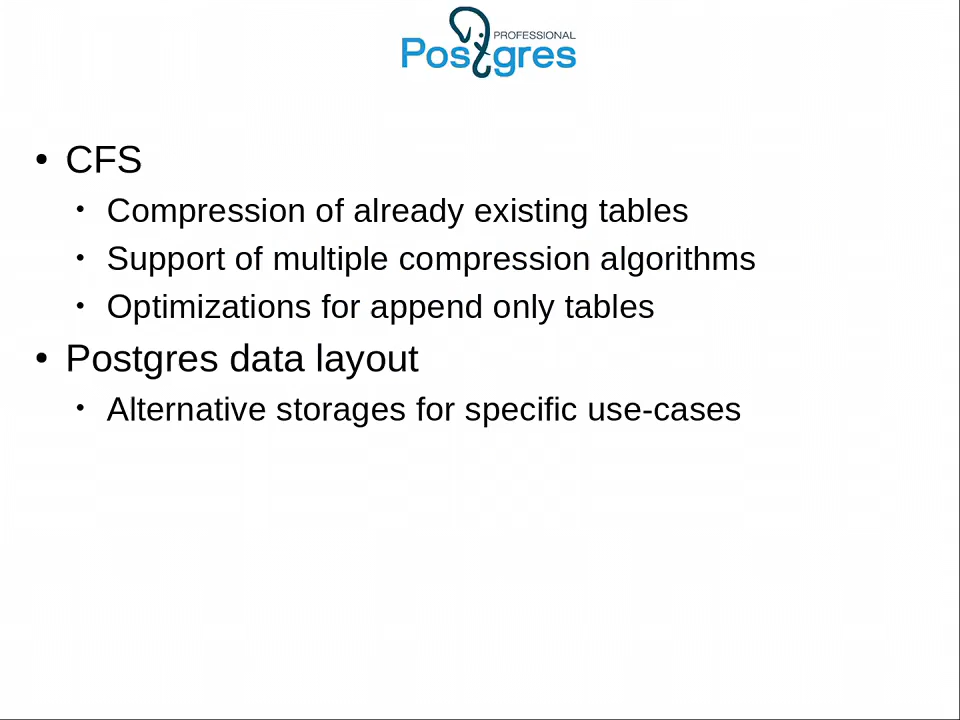 PROFESSIONAL
Postgres
• CFS
• Compression of already existing tables
• Support of multiple compression algorithms
• Optimizations for append only tables
• Postgres data layout
• Alternative storages for specific use-cases